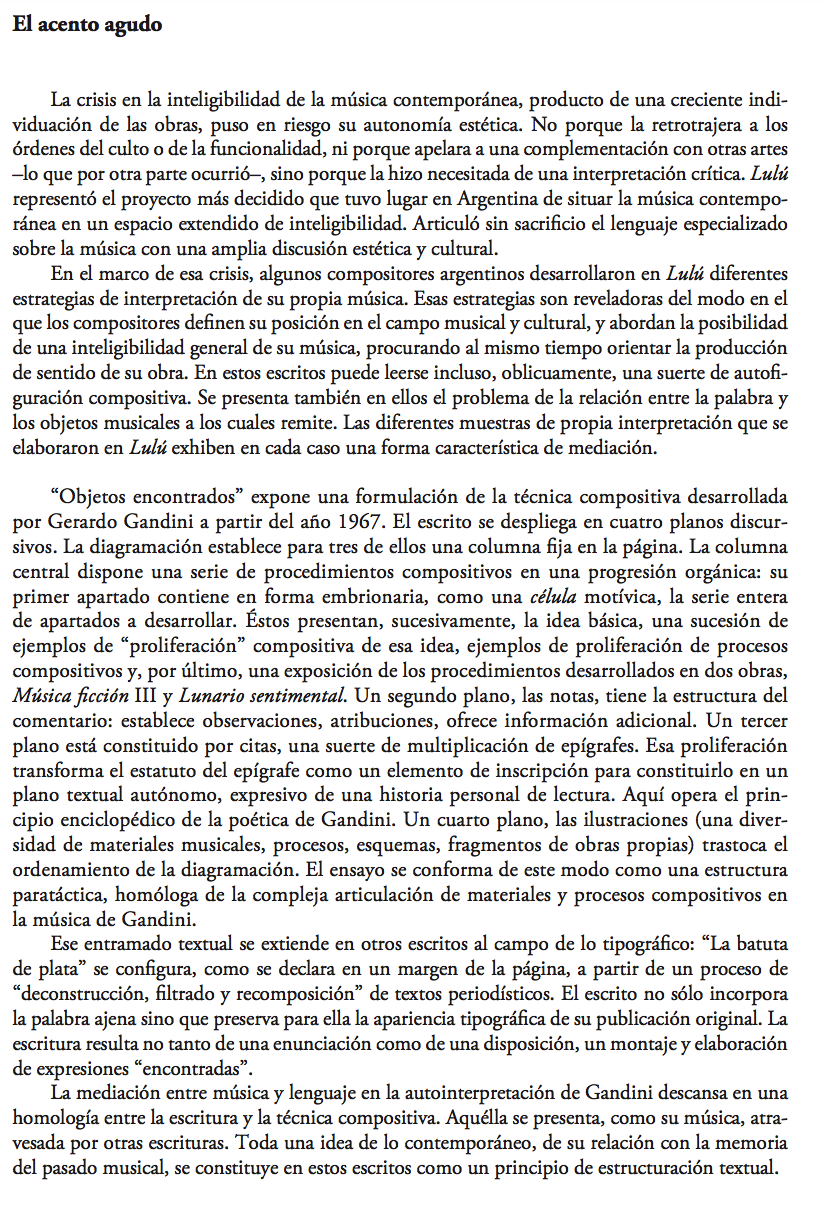 El acento agudo
La crisis en la inteligibilidad de la música contemporánea, producto de una creciente indi-
viduación de las obras, puso en riesgo su autonomía estética. No porque la retrotrajera a los
órdenes del culto o de la funcionalidad, ni porque apelara a una complementación con otras artes
–lo que por otra parte ocurrió–, sino porque la hizo necesitada de una interpretación crítica. Lulú
representó el proyecto más decidido que tuvo lugar en Argentina de situar la música contempo-
ránea en un espacio extendido de inteligibilidad. Articuló sin sacrificio el lenguaje especializado
sobre la música con una amplia discusión estética y cultural.
En el marco de esa crisis, algunos compositores argentinos desarrollaron en Lulú diferentes
estrategias de interpretación de su propia música. Esas estrategias son reveladoras del modo en el
que los compositores definen su posición en el campo musical y cultural, y abordan la posibilidad
de una inteligibilidad general de su música, procurando al mismo tiempo orientar la producción
de sentido de su obra. En estos escritos puede leerse incluso, oblicuamente, una suerte de autofi-
guración compositiva. Se presenta también en ellos el problema de la relación entre la palabra y
los objetos musicales a los cuales remite. Las diferentes muestras de propia interpretación que se
elaboraron en Lulú exhiben en cada caso una forma característica de mediación.
“Objetos encontrados” expone una formulación de la técnica compositiva desarrollada
por Gerardo Gandini a partir del año 1967. El escrito se despliega en cuatro planos discur-
sivos. La diagramación establece para tres de ellos una columna fija en la página. La columna
central dispone una serie de procedimientos compositivos en una progresión orgánica: su
primer apartado contiene en forma embrionaria, como una célula motívica, la serie entera
de apartados a desarrollar. Éstos presentan, sucesivamente, la idea básica, una sucesión de
ejemplos de “proliferación” compositiva de esa idea, ejemplos de proliferación de procesos
compositivos y, por último, una exposición de los procedimientos desarrollados en dos obras,
Música ficción III y Lunario sentimental. Un segundo plano, las notas, tiene la estructura del
comentario: establece observaciones, atribuciones, ofrece información adicional. Un tercer
plano está constituido por citas, una suerte de multiplicación de epígrafes. Esa proliferación
transforma el estatuto del epígrafe como un elemento de inscripción para constituirlo en un
plano textual autónomo, expresivo de una historia personal de lectura. Aquí opera el prin-
cipio enciclopédico de la poética de Gandini. Un cuarto plano, las ilustraciones (una diver-
sidad de materiales musicales, procesos, esquemas, fragmentos de obras propias) trastoca el
ordenamiento de la diagramación. El ensayo se conforma de este modo como una estructura
paratáctica, homóloga de la compleja articulación de materiales y procesos compositivos en
la música de Gandini.
Ese entramado textual se extiende en otros escritos al campo de lo tipográfico: “La batuta
de plata” se configura, como se declara en un margen de la página, a partir de un proceso de
“deconstrucción, filtrado y recomposición” de textos periodísticos. El escrito no sólo incorpora
la palabra ajena sino que preserva para ella la apariencia tipográfica de su publicación original. La
escritura resulta no tanto de una enunciación como de una disposición, un montaje y elaboración
de expresiones “encontradas”.
La mediación entre música y lenguaje en la autointerpretación de Gandini descansa en una
homología entre la escritura y la técnica compositiva. Aquélla se presenta, como su música, atra-
vesada por otras escrituras. Toda una idea de lo contemporáneo, de su relación con la memoria
del pasado musical, se constituye en estos escritos como un principio de estructuración textual.